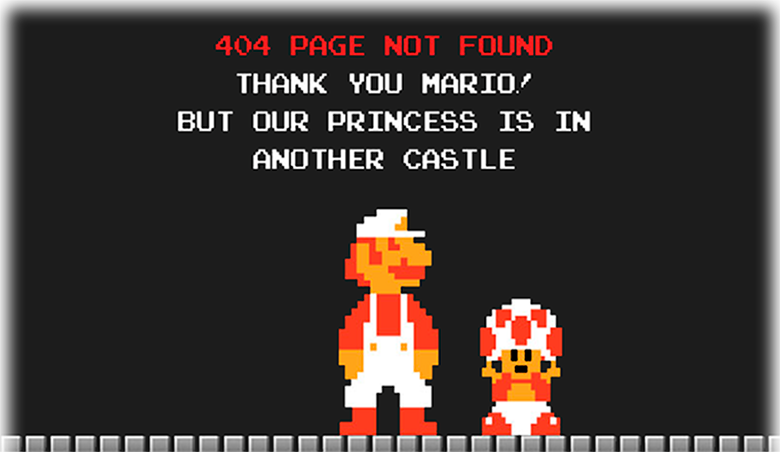 404 PAGE NOT FOUND
THANK YOU MARIO!
BUT OUR PRINCESS IS IN
ANOTHER CASTLE